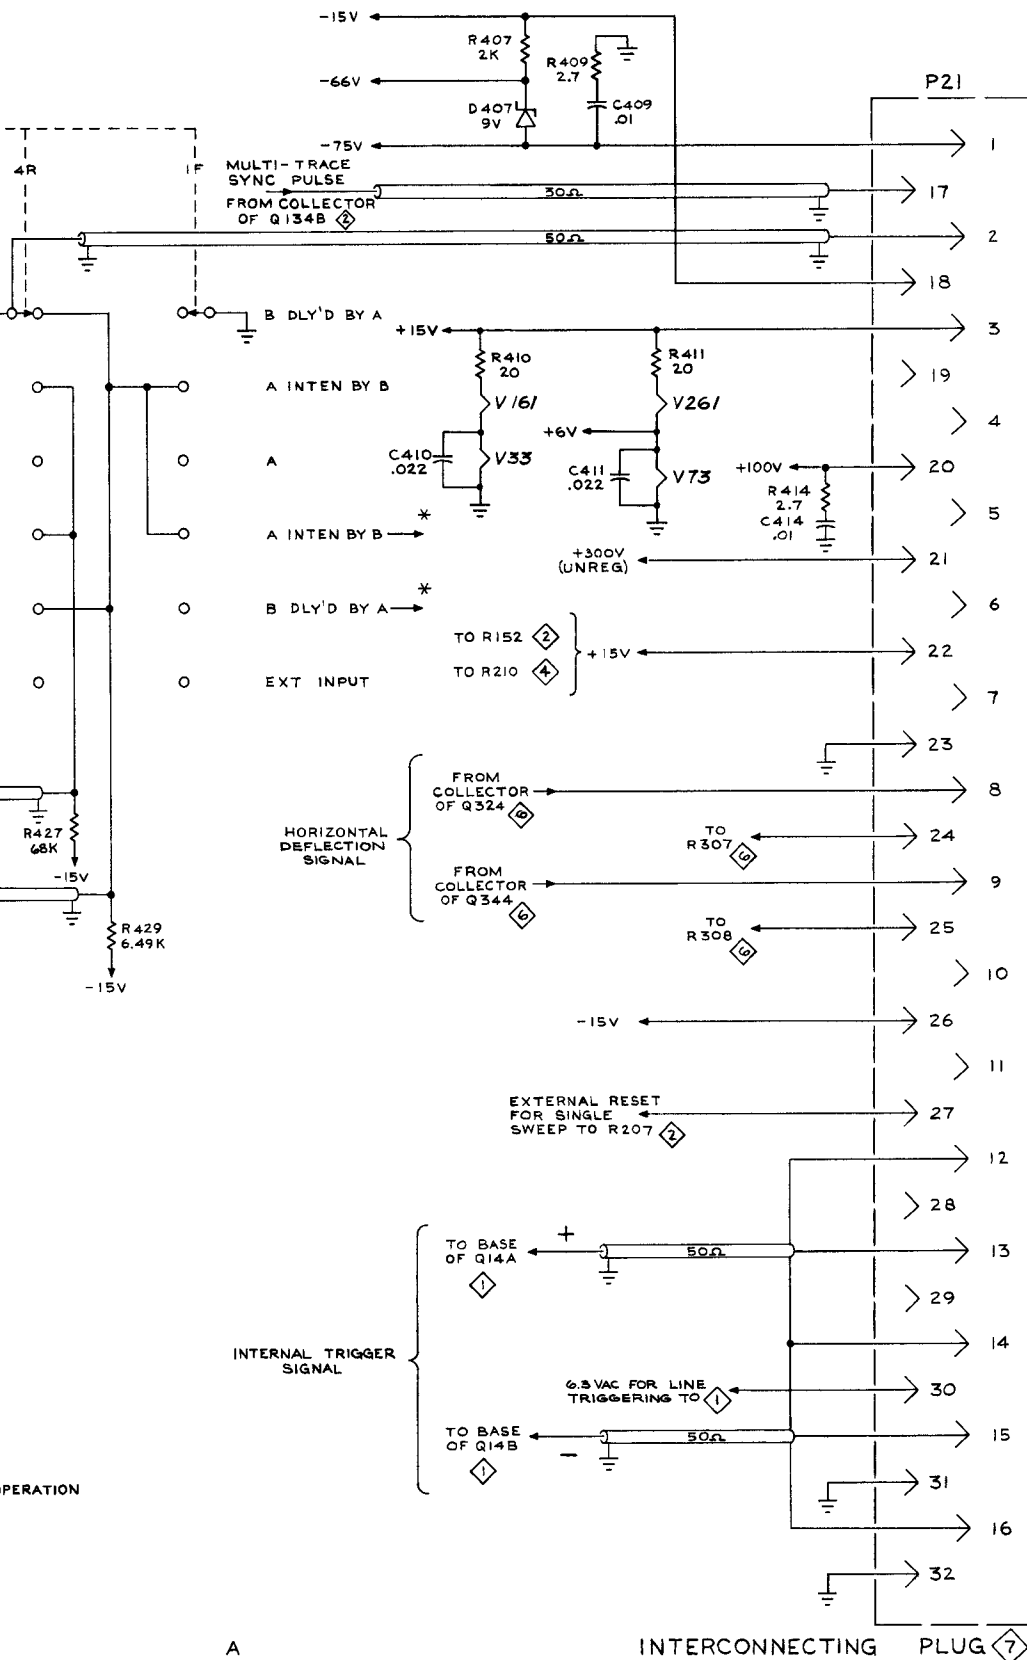 -15V
R407
2K
R409
2.7
-66V
P21
D407
9V
C409
.01
-75V
1
4R
1F
MULTI-TRACE
SYNC PULSE
FROM COLLECTOR
OF Q134B 2
30Ω
17
50Ω
2
18
B DLY'D BY A
+15V
3
R410
20
R411
20
19
A INTEN BY B
V161
V261
4
+6V
A
C410
.022
V33
C411
.022
V73
+100V
20
R414
2.7
C414
.01
5
*
A INTEN BY B
+300V
(UNREG)
21
*
B DLY'D BY A
6
TO R152 2
+15V
22
TO R210 4
EXT INPUT
7
23
FROM
COLLECTOR
OF Q324 6
8
R427
68K
HORIZONTAL
DEFLECTION
SIGNAL
TO
R307 6
24
-15V
FROM
COLLECTOR
OF Q344 6
9
R429
6.49K
TO
R308 6
25
-15V
10
-15V
26
11
EXTERNAL RESET
FOR SINGLE
SWEEP TO R207 2
27
12
28
TO BASE
OF Q14A
1
+
50Ω
13
29
INTERNAL TRIGGER
SIGNAL
14
6.3 VAC FOR LINE
TRIGGERING TO 1
30
TO BASE
OF Q14B
1
-
50Ω
15
31
PERATION
16
32
A
INTERCONNECTING PLUG 7